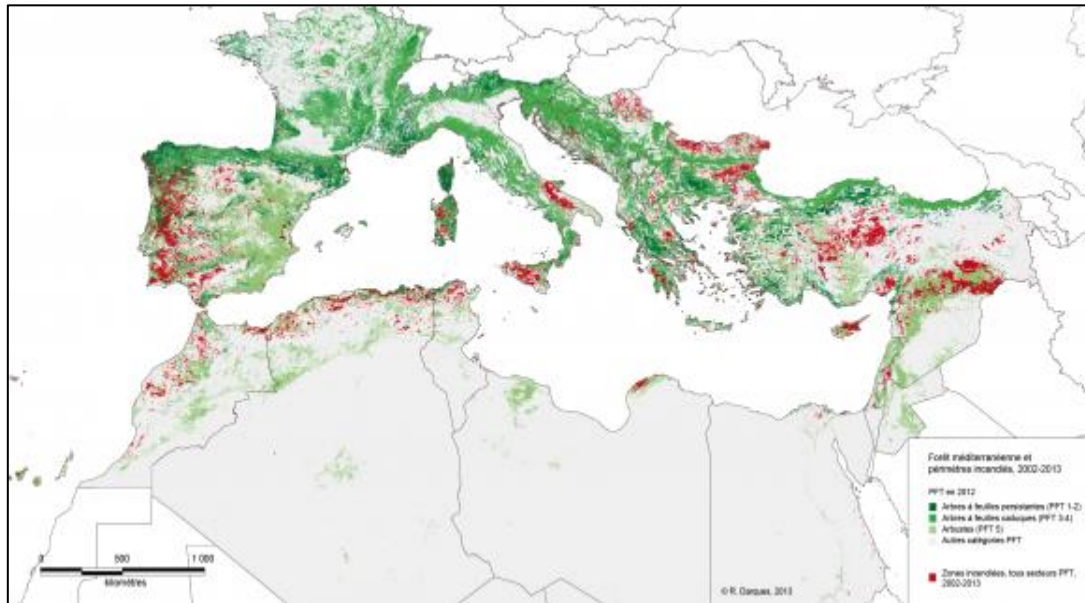 Forêt méditerranéenne et
périmètres incendiés, 2002-2013
PFT en 2012
Arbres à feuilles persistantes (PFT 1-2)
Arbres à feuilles caduques (PFT 3-4)
Arbustes (PFT 5)
Autres catégories PFT
Zones incendiées, tous secteurs PFT,
2002-2013
0 500 1 000
kilomètres
© R. Darques, 2013